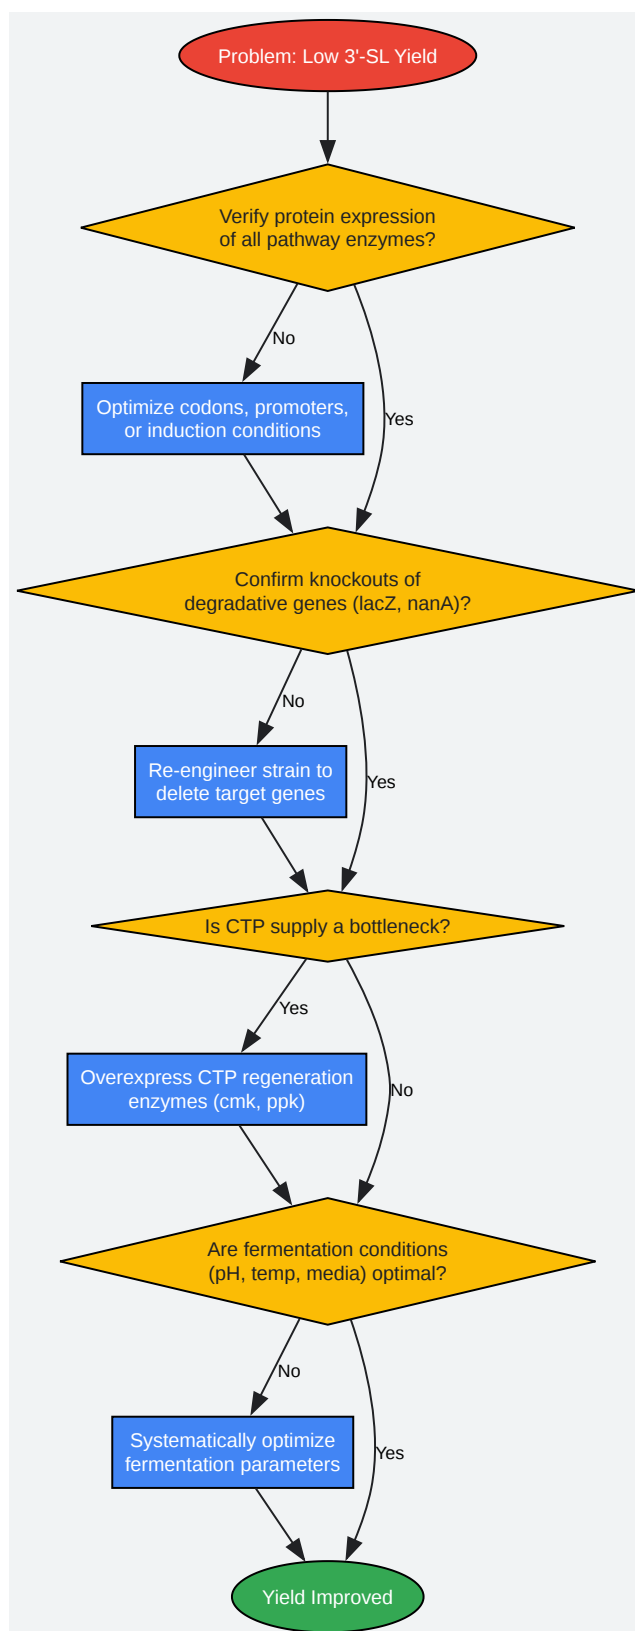 Problem: Low 3'-SL Yield
Verify protein expression
of all pathway enzymes?
No
Optimize codons, promoters,
or induction conditions
Yes
Confirm knockouts of
degradative genes (lacZ, nanA)?
No
Re-engineer strain to
delete target genes
Yes
Is CTP supply a bottleneck?
Yes
Overexpress CTP regeneration
enzymes (cmk, ppk)
No
Are fermentation conditions
(pH, temp, media) optimal?
No
Systematically optimize
fermentation parameters
Yes
Yield Improved